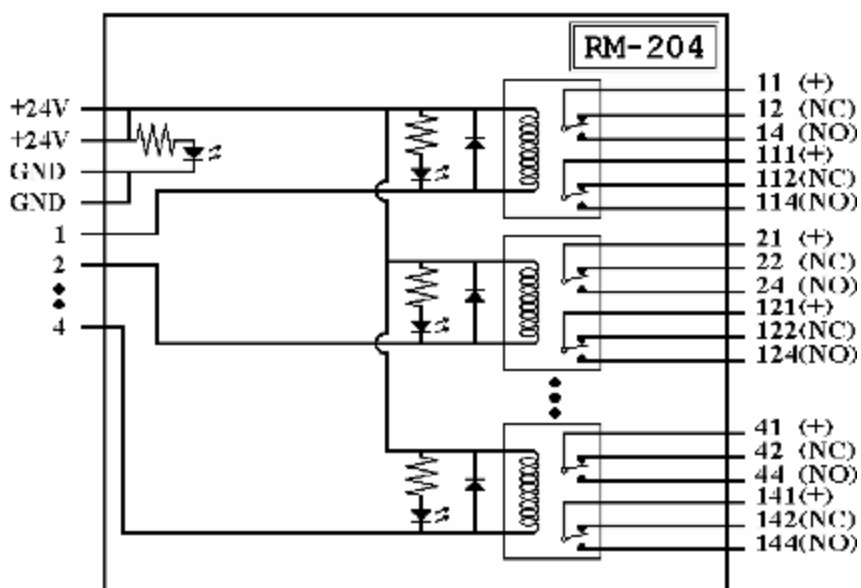 RM-204
+24V
+24V
GND
GND
1
2
4
11 (+)
12 (NC)
14 (NO)
111(+)
112(NC)
114(NO)
21 (+)
22 (NC)
24 (NO)
121(+)
122(NC)
124(NO)
41 (+)
42 (NC)
44 (NO)
141(+)
142(NC)
144(NO)